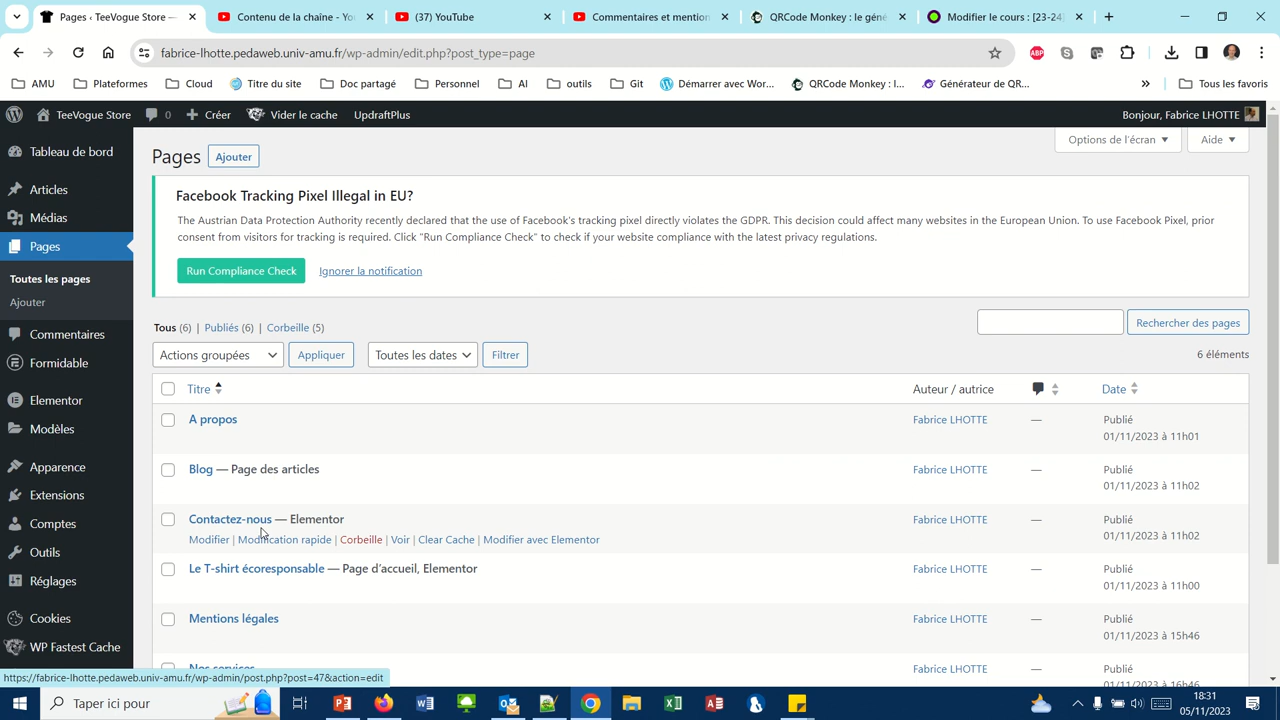 Pages ‹ TeeVogue Store —
Contenu de la chaîne - Yo
(37) YouTube
Commentaires et mention
QRCode Monkey : le géné
Modifier le cours : [23-24]
fabrice-lhotte.pedaweb.univ-amu.fr/wp-admin/edit.php?post_type=page
AMU
Plateformes
Cloud
Titre du site
Doc partagé
Personnel
AI
outils
Git
Démarrer avec Wor...
QRCode Monkey : l...
Générateur de QR...
»
Tous les favoris
TeeVogue Store
0
Créer
Vider le cache
UpdraftPlus
Bonjour, Fabrice LHOTTE
Tableau de bord
Articles
Médias
Pages
Toutes les pages
Ajouter
Commentaires
Formidable
Elementor
Modèles
Apparence
Extensions
Comptes
Outils
Réglages
Cookies
WP Fastest Cache
Options de l'écran ▼
Aide ▼
Pages
Ajouter
Facebook Tracking Pixel Illegal in EU?
The Austrian Data Protection Authority recently declared that the use of Facebook's tracking pixel directly violates the GDPR. This decision could affect many websites in the European Union. To use Facebook Pixel, prior
consent from visitors for tracking is required. Click "Run Compliance Check" to check if your website compliance with the latest privacy regulations.
Run Compliance Check
Ignorer la notification
Tous (6) | Publiés (6) | Corbeille (5)
Rechercher des pages
Actions groupées
Appliquer
Toutes les dates
Filtrer
6 éléments
Titre
Auteur / autrice
Date
A propos
Fabrice LHOTTE
—
Publié
01/11/2023 à 11h01
Blog — Page des articles
Fabrice LHOTTE
—
Publié
01/11/2023 à 11h02
Contactez-nous — Elementor
Modifier | Modification rapide | Corbeille | Voir | Clear Cache | Modifier avec Elementor
Fabrice LHOTTE
—
Publié
01/11/2023 à 11h02
Le T-shirt écoresponsable — Page d'accueil, Elementor
Fabrice LHOTTE
—
Publié
01/11/2023 à 11h00
Mentions légales
Fabrice LHOTTE
—
Publié
01/11/2023 à 15h46
Nos services
Fabrice LHOTTE
—
Publié
01/11/2023 à 16h46
https://fabrice-lhotte.pedaweb.univ-amu.fr/wp-admin/post.php?post=47&action=edit
Taper ici pour
18:31
05/11/2023